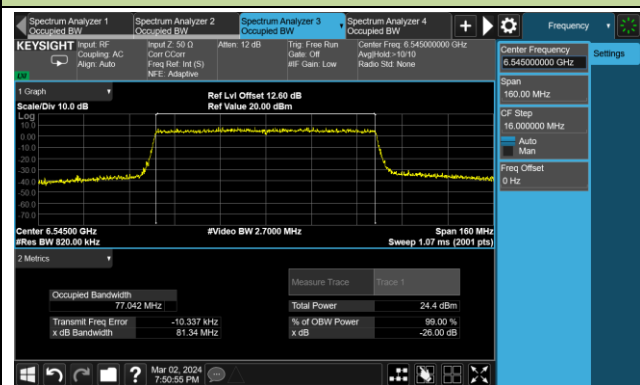 Spectrum Analyzer 1
Occupied BW
Spectrum Analyzer 2
Occupied BW
Spectrum Analyzer 3
Occupied BW
Spectrum Analyzer 4
Occupied BW
Frequency
KEYSIGHT
Input: RF
Coupling: AC
Align: Auto
Input Z: 50 Ω
Corr CCorr
Freq Ref: Int (S)
NFE: Adaptive
Atten: 12 dB
Trig: Free Run
Gate: Off
#IF Gain: Low
Center Freq: 6.545000000 GHz
Avg|Hold:>10/10
Radio Std: None
Center Frequency
6.545000000 GHz
Settings
Span
160.00 MHz
CF Step
16.000000 MHz
Auto
Man
Freq Offset
0 Hz
1 Graph
Scale/Div 10.0 dB
Ref Lvl Offset 12.60 dB
Ref Value 20.00 dBm
Log
10.0
0.00
-10.0
-20.0
-30.0
-40.0
-50.0
-60.0
-70.0
Center 6.54500 GHz
#Res BW 820.00 kHz
#Video BW 2.7000 MHz
Span 160 MHz
Sweep 1.07 ms (2001 pts)
2 Metrics
Measure Trace
Trace 1
Occupied Bandwidth
77.042 MHz
Total Power
24.4 dBm
Transmit Freq Error
-10.337 kHz
% of OBW Power
99.00 %
x dB Bandwidth
81.34 MHz
x dB
-26.00 dB
Mar 02, 2024
7:50:55 PM